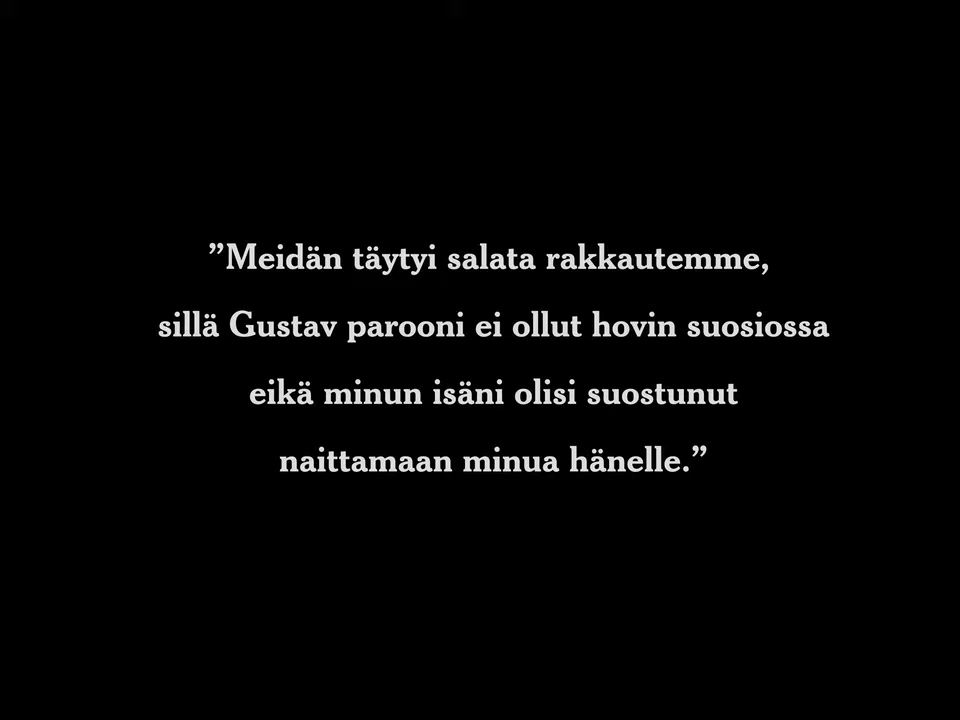 ”Meidän täytyi salata rakkautemme,
sillä Gustav parooni ei ollut hovin suosiossa
eikä minun isäni olisi suostunut
naittamaan minua hänelle.”